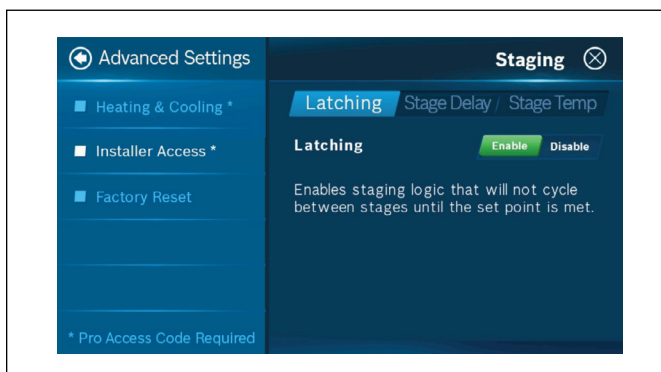 Advanced Settings
Heating & Cooling *
Installer Access *
Factory Reset
* Pro Access Code Required
Staging
Latching Stage Delay / Stage Temp
Latching Enable Disable
Enables staging logic that will not cycle
between stages until the set point is met.